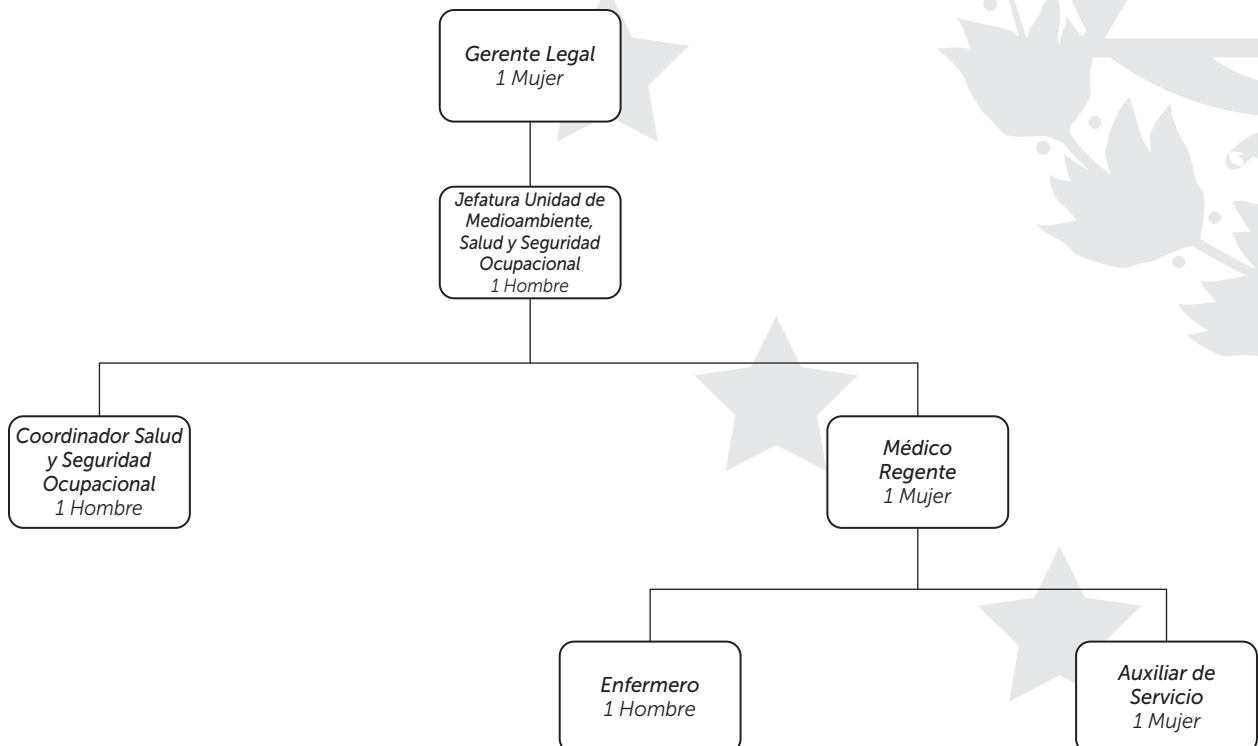 Gerente Legal
1 Mujer
Jefatura Unidad de
Medioambiente,
Salud y Seguridad
Ocupacional
1 Hombre
Coordinador Salud
y Seguridad
Ocupacional
1 Hombre
Médico
Regente
1 Mujer
Enfermero
1 Hombre
Auxiliar de
Servicio
1 Mujer